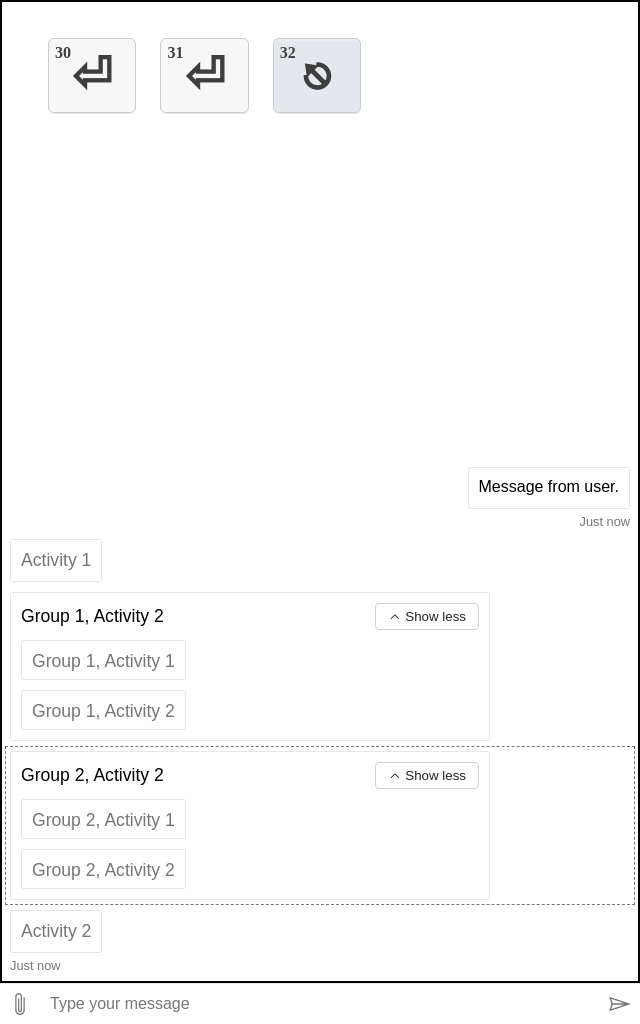 30
31
32
Message from user.
Just now
Activity 1
Group 1, Activity 2
Show less
Group 1, Activity 1
Group 1, Activity 2
Group 2, Activity 2
Show less
Group 2, Activity 1
Group 2, Activity 2
Activity 2
Just now
Type your message